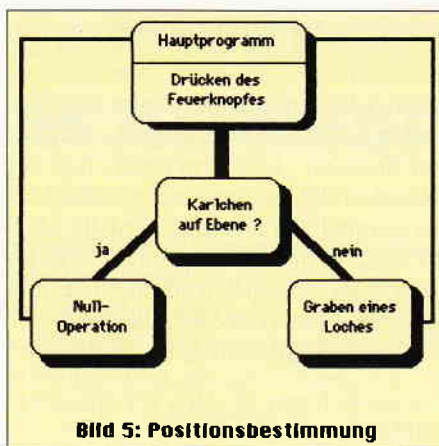 Hauptprogramm
Drücken des
Feuerknopfes
Karlchen
auf Ebene ?
ja
nein
Null-
Operation
Graben eines
Loches
Bild 5: Positionsbestimmung